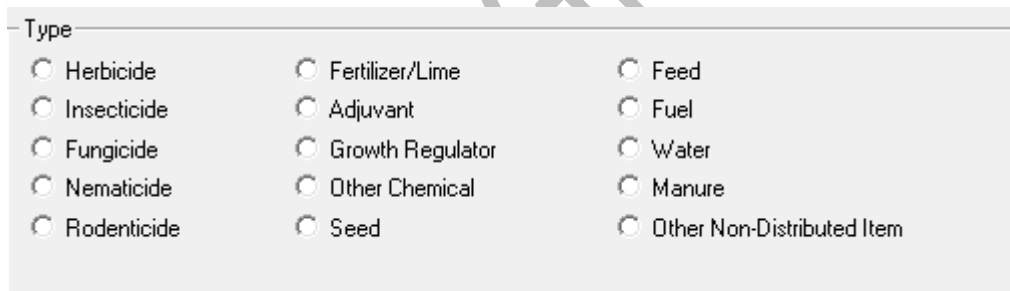 Type
Herbicide
Insecticide
Fungicide
Nematicide
Rodenticide
Fertilizer/Lime
Adjuvant
Growth Regulator
Other Chemical
Seed
Feed
Fuel
Water
Manure
Other Non-Distributed Item